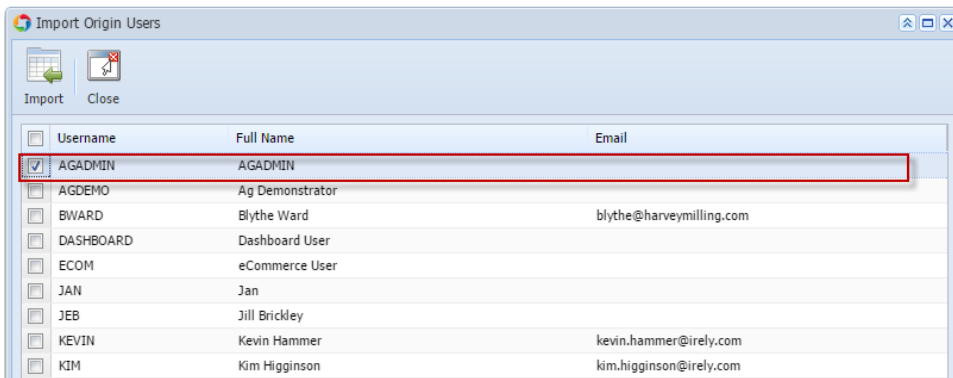 Import Origin Users
Import Close
Username Full Name Email
AGADMIN AGADMIN
AGDEMO Ag Demonstrator
BWARD Blythe Ward blythe@harveymilling.com
DASHBOARD Dashboard User
ECOM eCommerce User
JAN Jan
JEB Jill Brickley
KEVIN Kevin Hammer kevin.hammer@irely.com
KIM Kim Higginson kim.higginson@irely.com